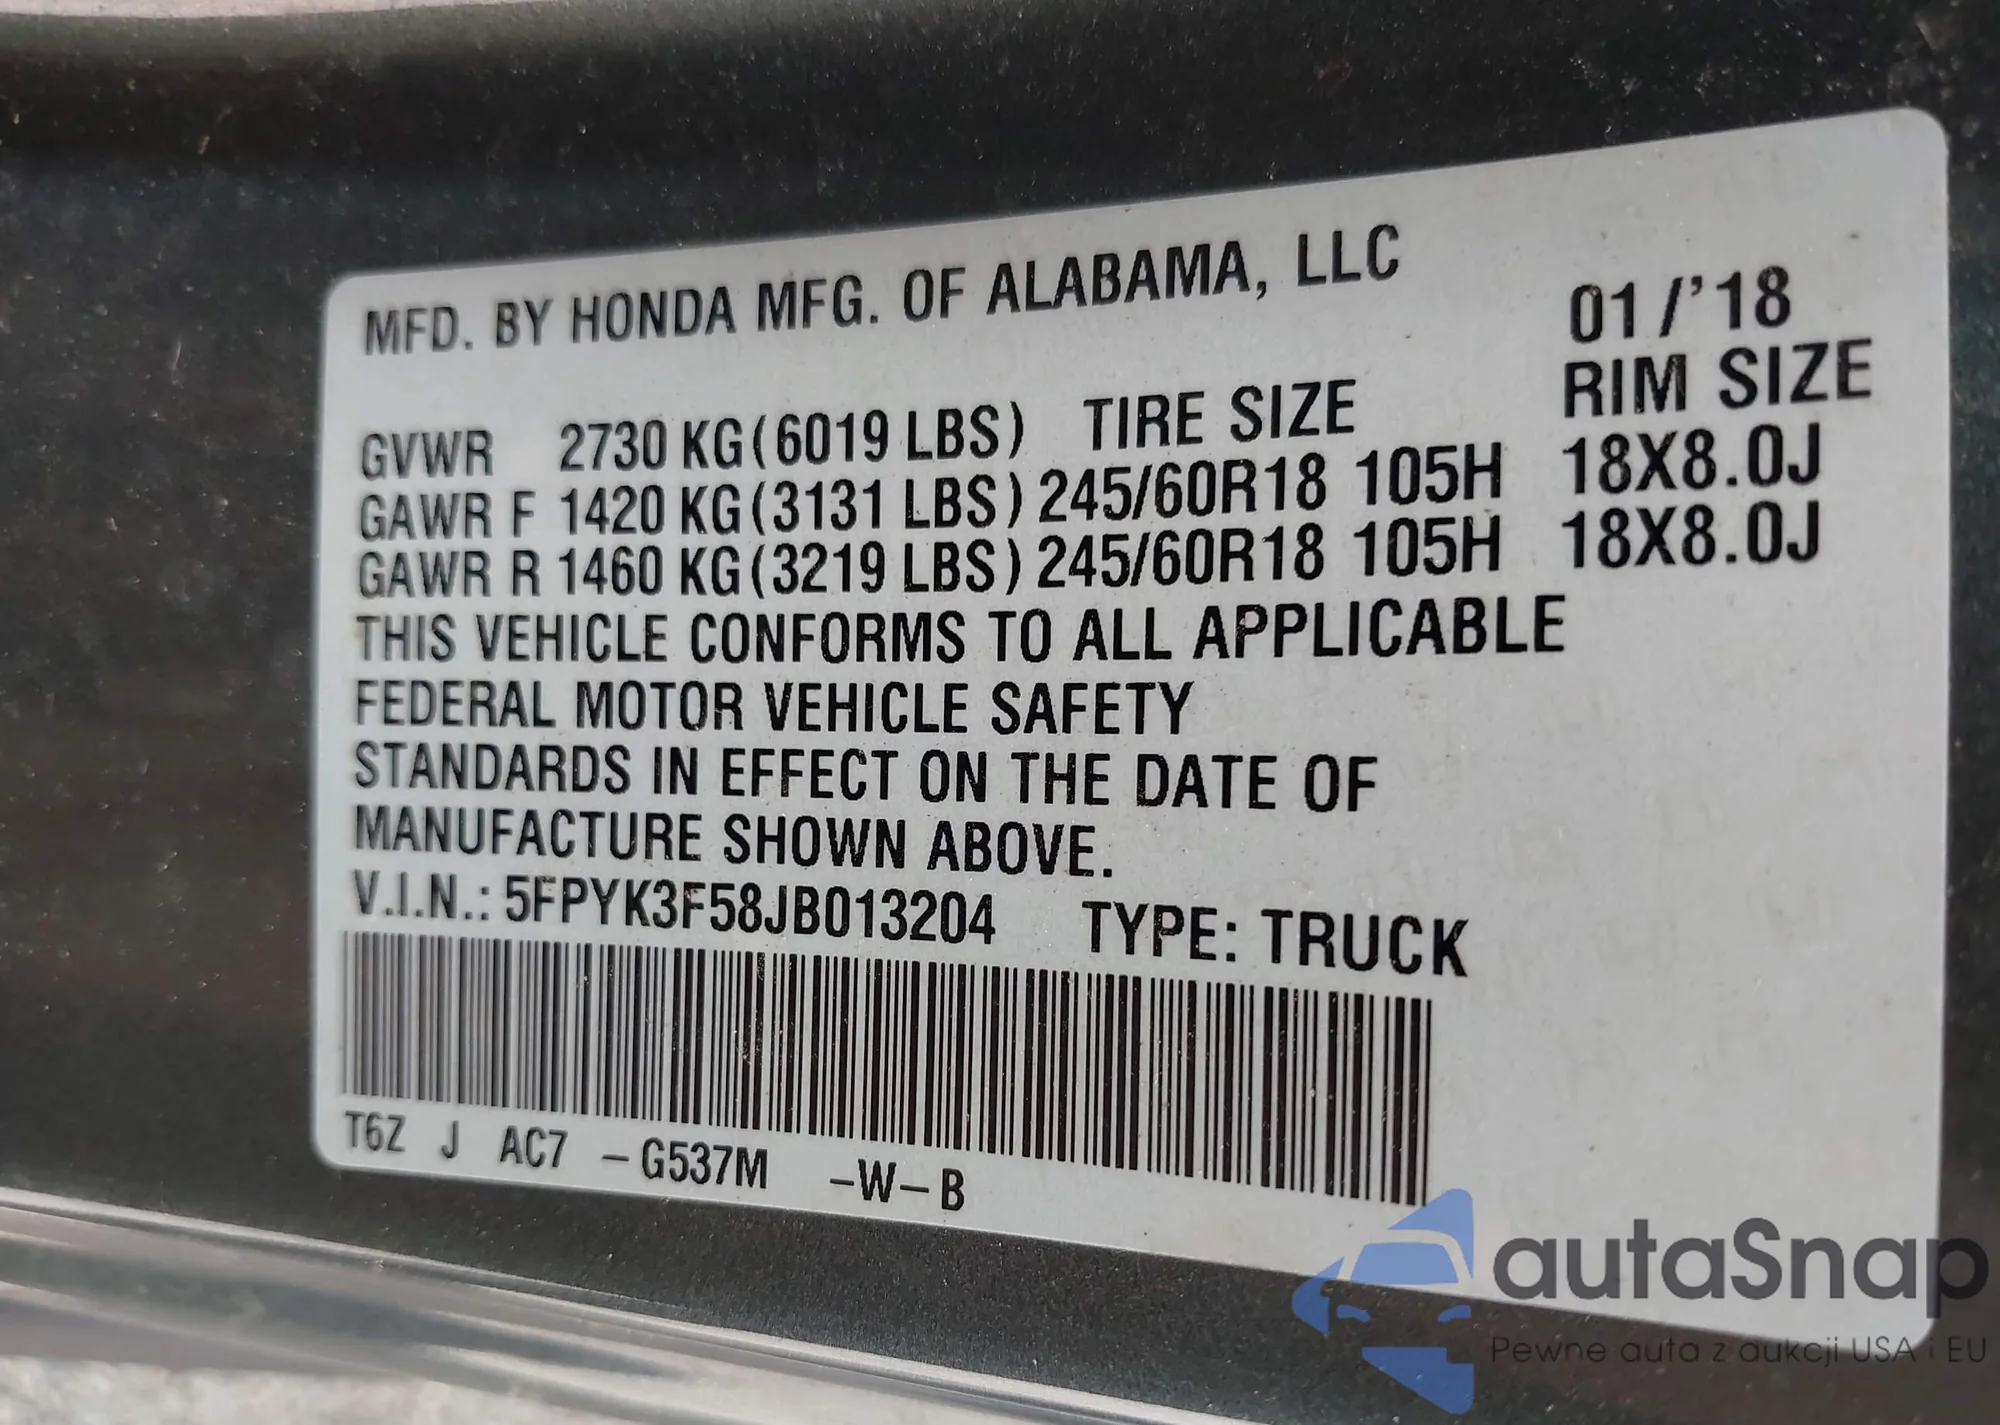 MFD. BY HONDA MFG. OF ALABAMA, LLC 01/'18
RIM SIZE
GVWR 2730 KG(6019 LBS) TIRE SIZE
GAWR F 1420 KG(3131 LBS) 245/60R18 105H 18X8.0J
GAWR R 1460 KG(3219 LBS) 245/60R18 105H 18X8.0J
THIS VEHICLE CONFORMS TO ALL APPLICABLE
FEDERAL MOTOR VEHICLE SAFETY
STANDARDS IN EFFECT ON THE DATE OF
MANUFACTURE SHOWN ABOVE.
V.I.N.: 5FPYK3F58JB013204 TYPE: TRUCK
T6Z J AC7 -G537M -W-B
autaSnap
Pewne auta z aukcji USA i EU